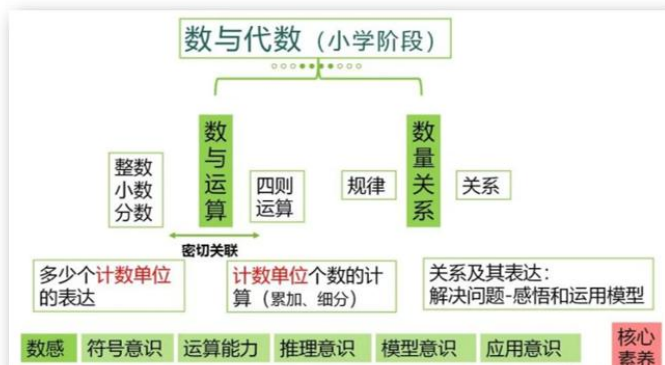 数与代数（小学阶段）
数与运算
数量关系
整数
小数
分数
四则
运算
规律
关系
密切关联
多少个计数单位
的表达
计数单位个数的计
算（累加、细分）
关系及其表达：
解决问题-感悟和运用模型
数感
符号意识
运算能力
推理意识
模型意识
应用意识
核心
素养